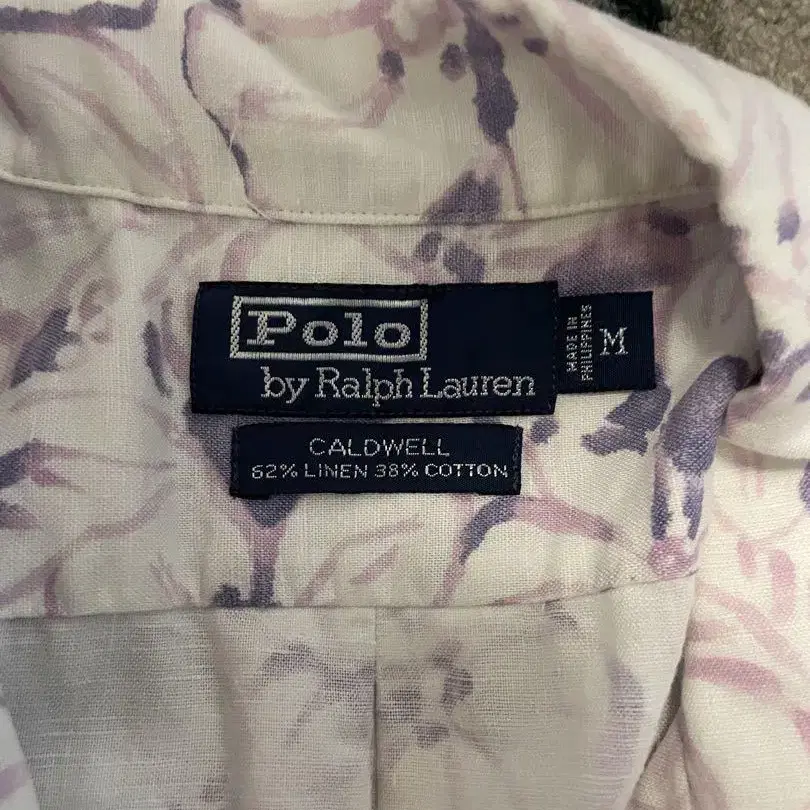 Polo
by Ralph Lauren
MADE IN
PHILIPPINES
M
CALDWELL
62% LINEN 38% COTTON